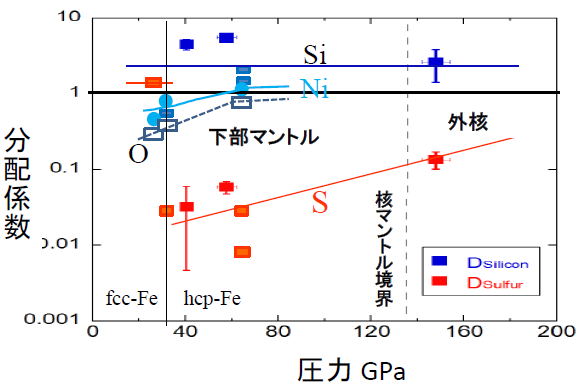 10
1
0.1
0.01
0.001
分配係数
Si
Ni
O
S
下部マントル
外核
核マントル境界
fcc-Fe
hcp-Fe
DSilicon
DSulfur
0 40 80 120 160 200
圧力 GPa